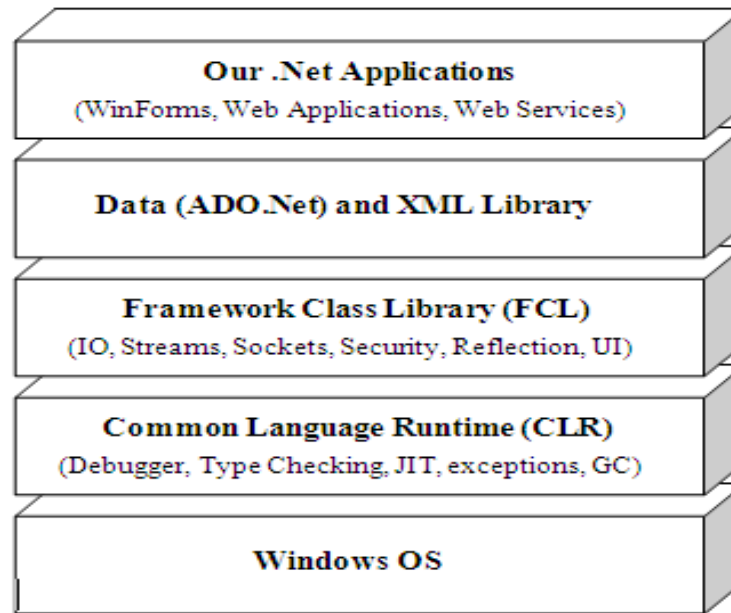 Our .Net Applications
(WinForms, Web Applications, Web Services)
Data (ADO.Net) and XML Library
Framework Class Library (FCL)
(IO, Streams, Sockets, Security, Reflection, UI)
Common Language Runtime (CLR)
(Debugger, Type Checking, JIT, exceptions, GC)
Windows OS